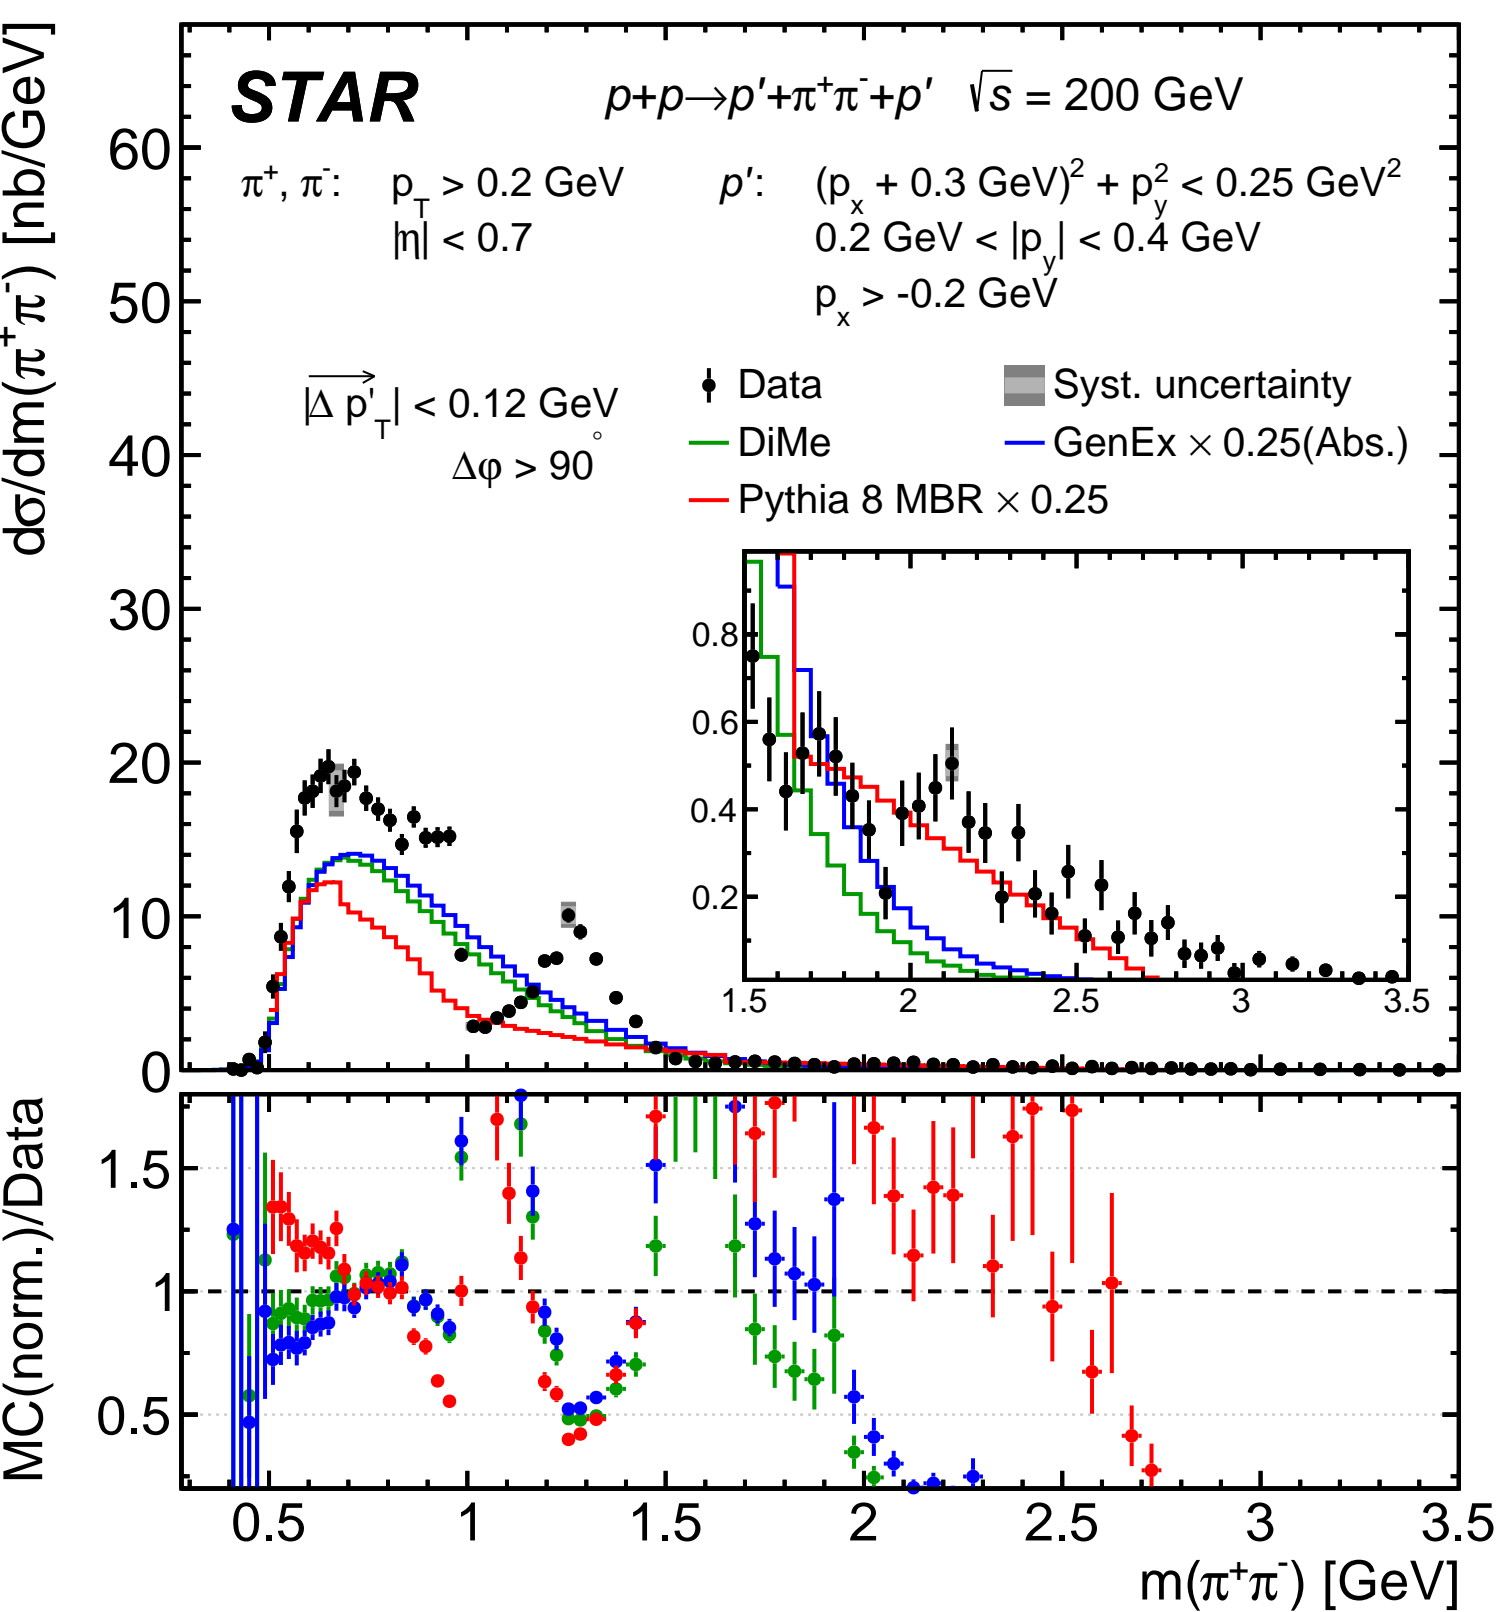 STAR p+p→p'+π⁺π⁻+p' √s = 200 GeV
π⁺, π⁻: p_T > 0.2 GeV p': (p_x + 0.3 GeV)² + p_y² < 0.25 GeV²
|η| < 0.7 0.2 GeV < |p_y| < 0.4 GeV
p_x > -0.2 GeV
|Δ p'_T| < 0.12 GeV
Δφ > 90°
Data Syst. uncertainty
DiMe GenEx × 0.25(Abs.)
Pythia 8 MBR × 0.25
dσ/dm(π⁺π⁻) [nb/GeV]
60
50
40
30
20
10
0
0.8
0.6
0.4
0.2
1.5 2 2.5 3 3.5
MC(norm.)/Data
1.5
1
0.5
0.5 1 1.5 2 2.5 3 3.5
m(π⁺π⁻) [GeV]